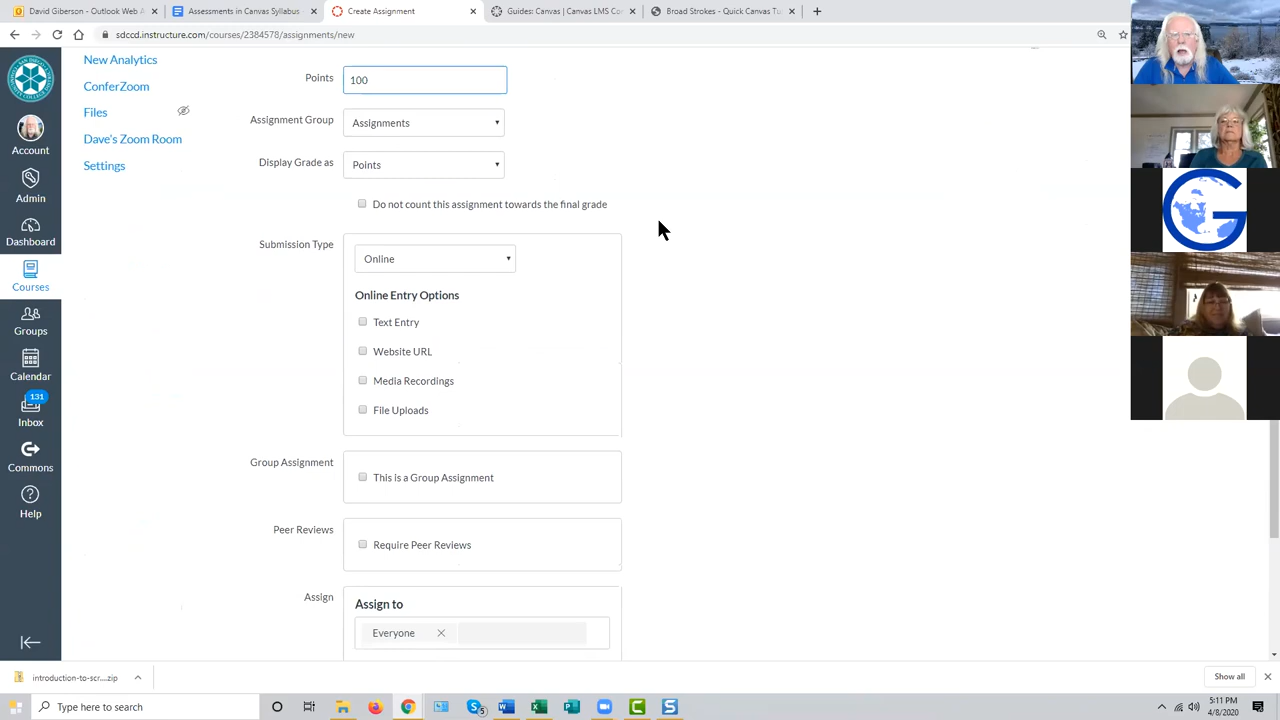 David Giberson - Outlook Web A
Assessments in Canvas Syllabus
Create Assignment
Guides: Canvas | Canvas LMS Co
Broad Strokes - Quick Canvas Tu
sdccd.instructure.com/courses/2384578/assignments/new
New Analytics
ConferZoom
Files
Dave's Zoom Room
Settings
Account
Admin
Dashboard
Courses
Groups
Calendar
131
Inbox
Commons
Help
Points
100
Assignment Group
Assignments
Display Grade as
Points
Do not count this assignment towards the final grade
Submission Type
Online
Online Entry Options
Text Entry
Website URL
Media Recordings
File Uploads
Group Assignment
This is a Group Assignment
Peer Reviews
Require Peer Reviews
Assign
Assign to
Everyone
G
introduction-to-scr....zip
Show all
Type here to search
5
5:11 PM
4/8/2020